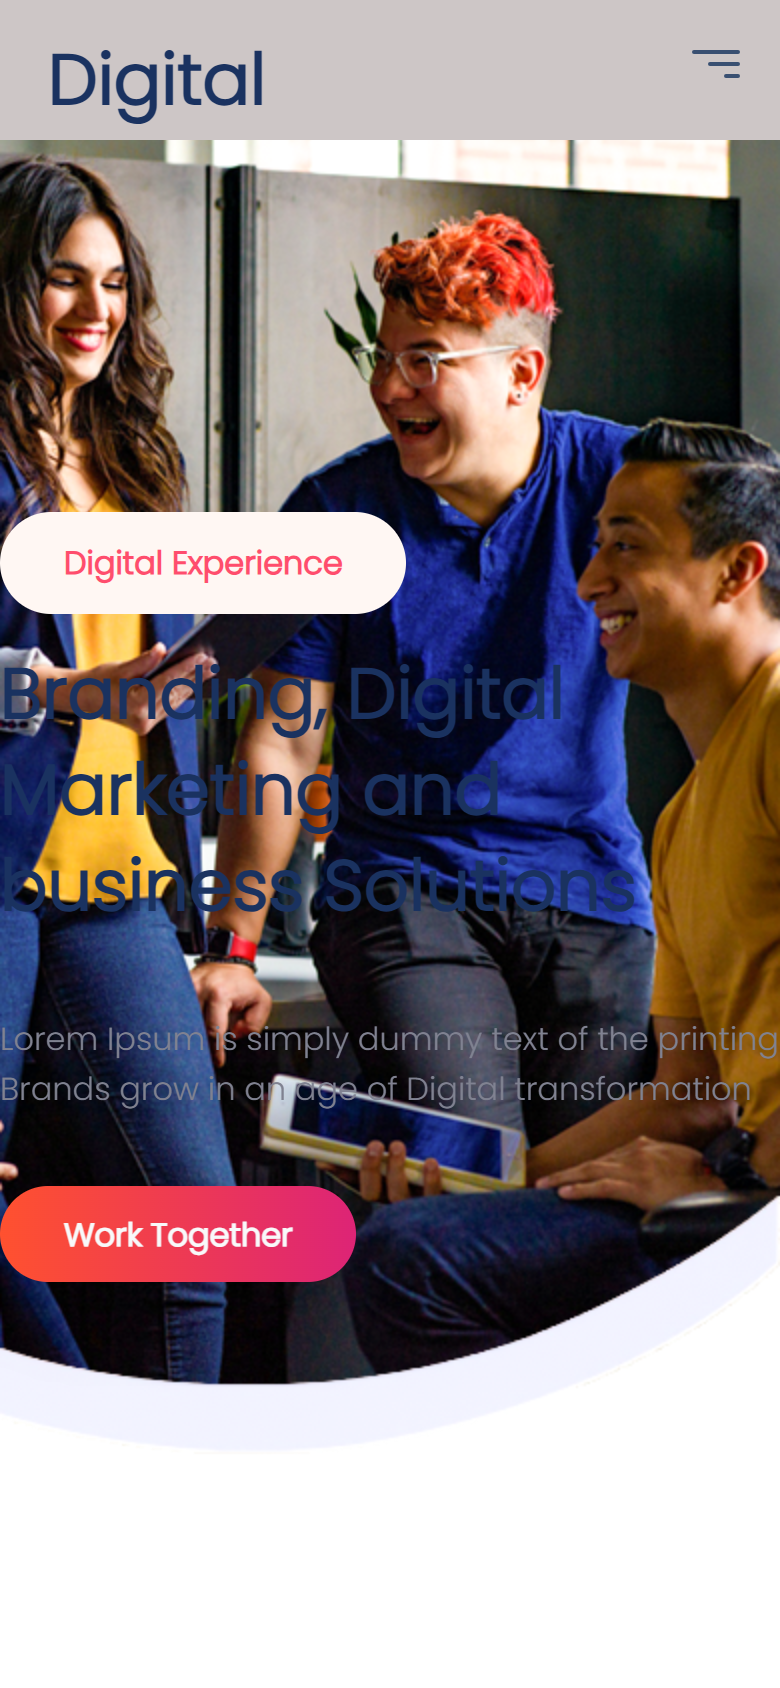 Digital
Digital Experience
Branding, Digital
Marketing and
business Solutions
Lorem Ipsum is simply dummy text of the printing
Brands grow in an age of Digital transformation
Work Together